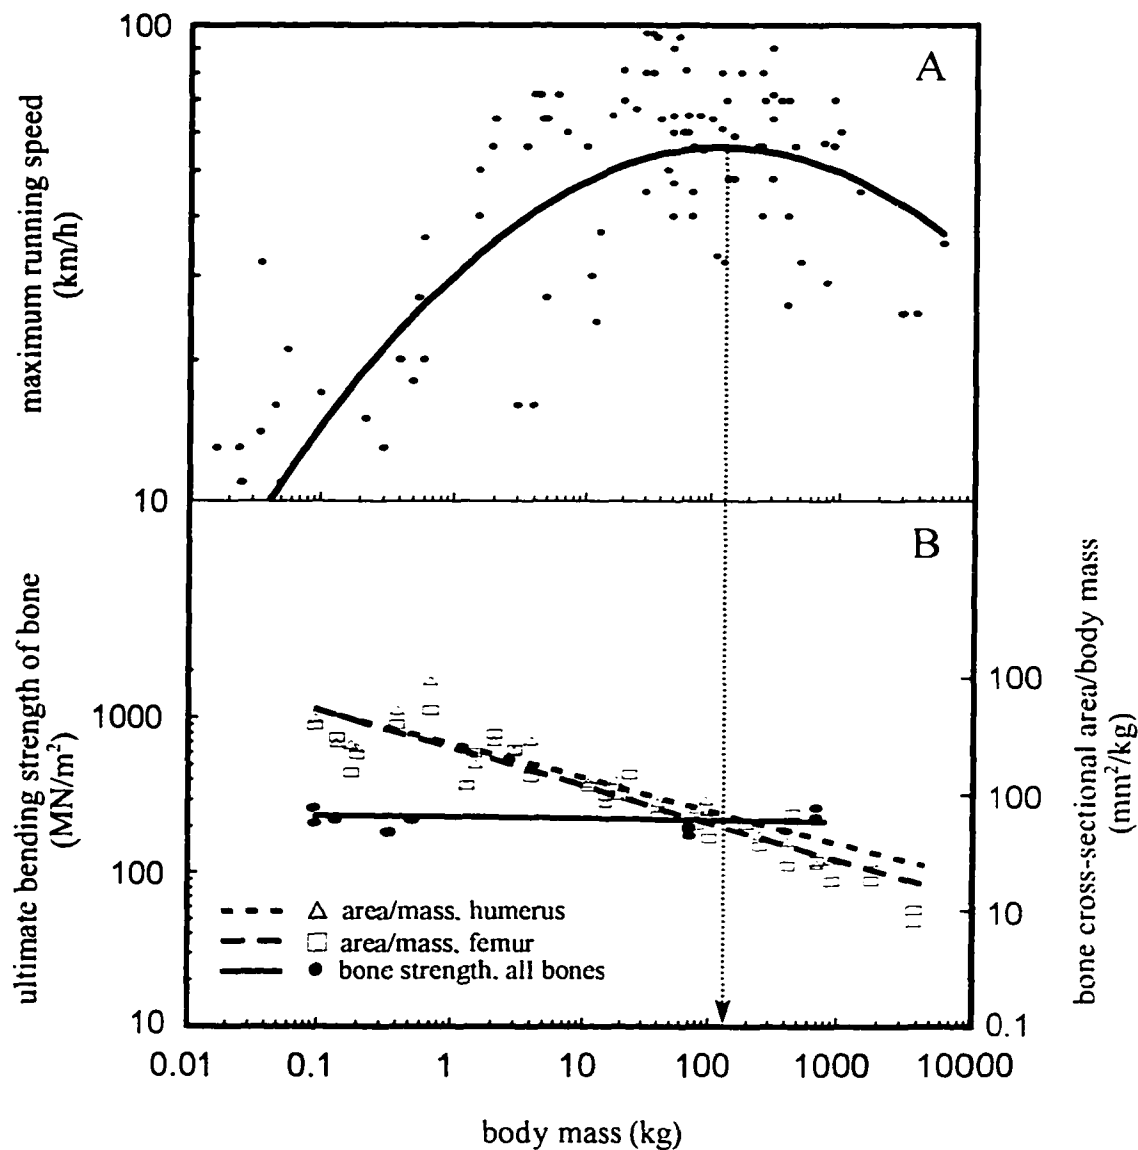 100
A
maximum running speed
(km/h)
10
B
ultimate bending strength of bone
(MN/m²)
1000
100
10
bone cross-sectional area/body mass
(mm²/kg)
100
100
10
0.1
△ area/mass. humerus
□ area/mass. femur
● bone strength. all bones
0.01 0.1 1 10 100 1000 10000
body mass (kg)